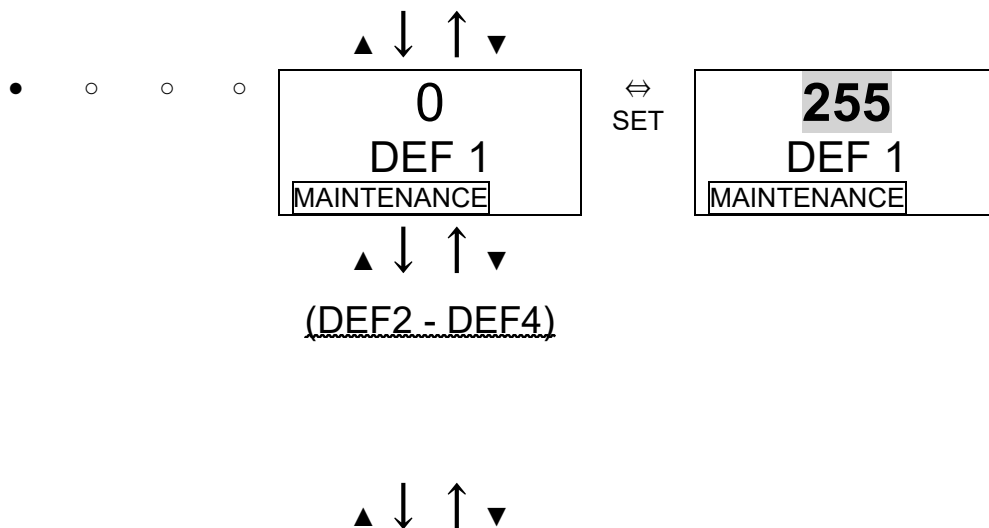 ▲ ↓ ↑ ▼
● ○ ○ ○
0
DEF 1
MAINTENANCE
⇔
SET
255
DEF 1
MAINTENANCE
▲ ↓ ↑ ▼
(DEF2 - DEF4)
▲ ↓ ↑ ▼